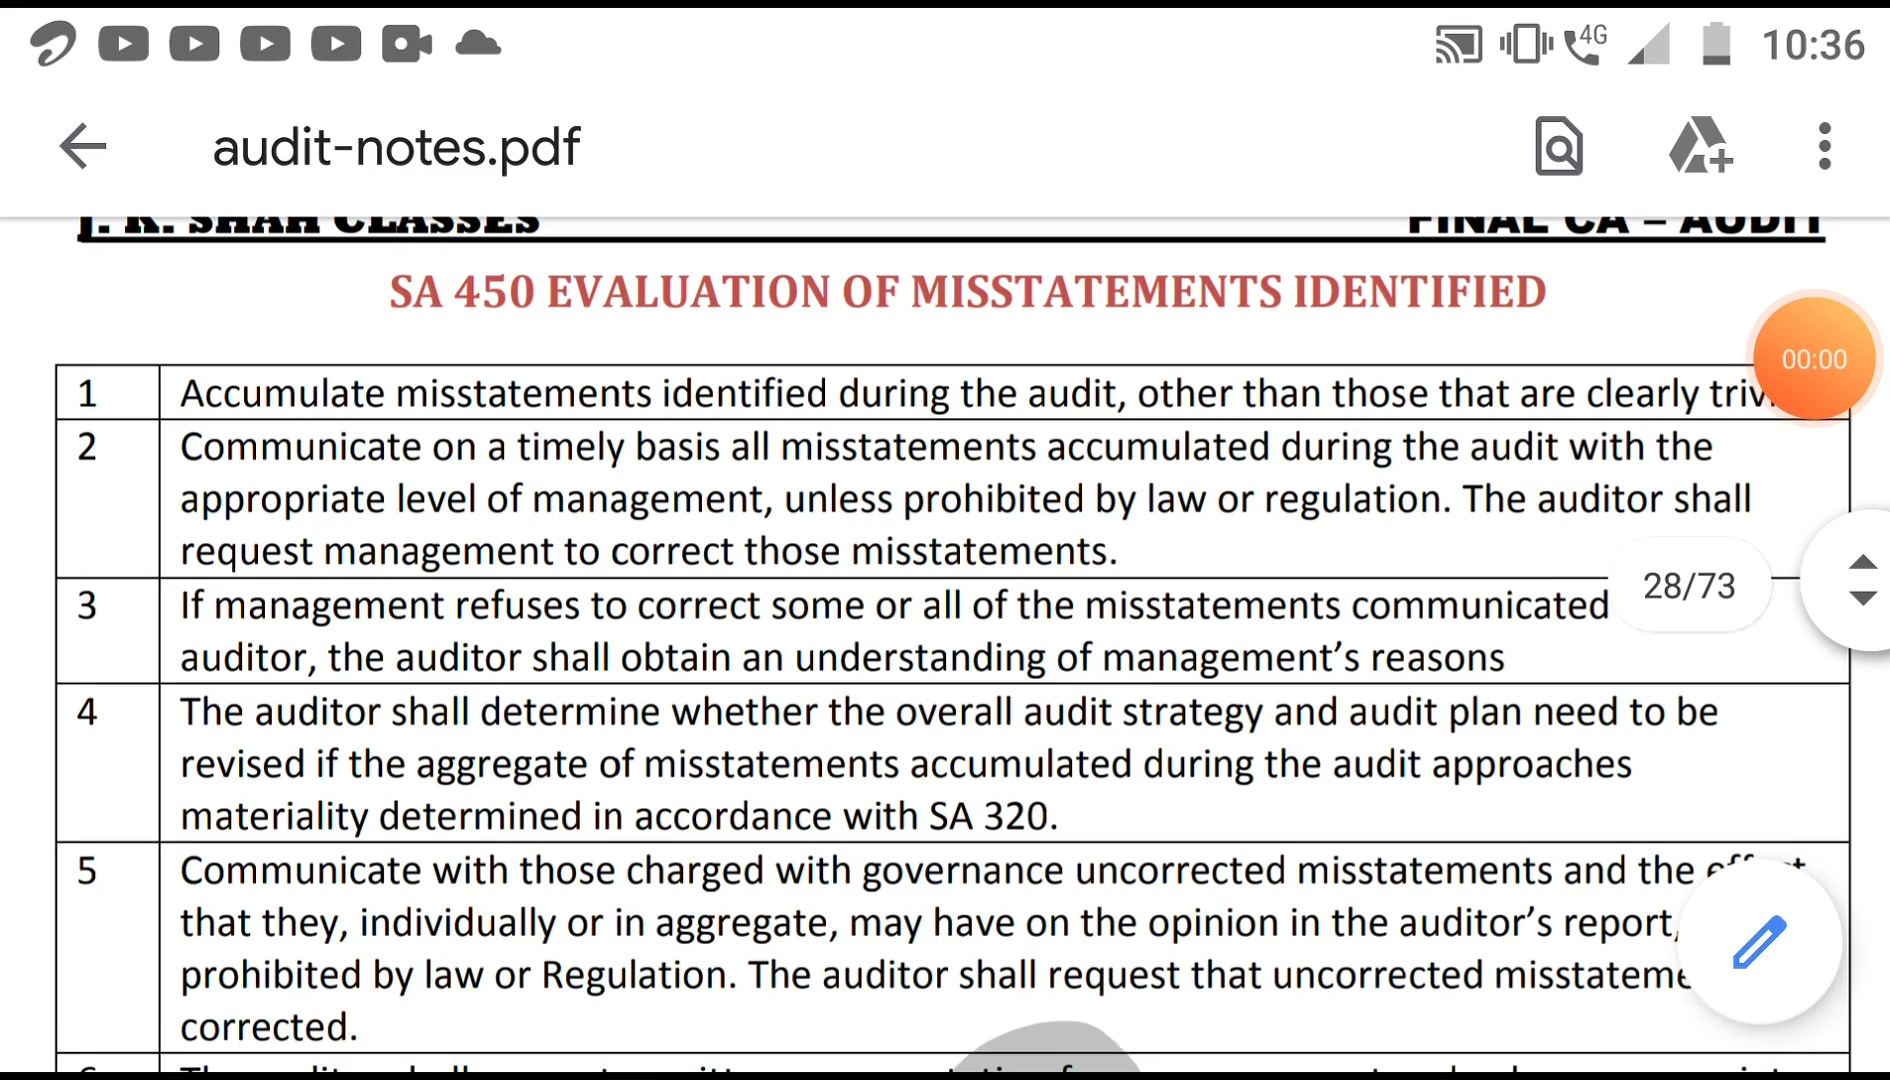 4G 10:36
audit-notes.pdf
J. K. SHAH CLASSES FINAL CA – AUDIT
SA 450 EVALUATION OF MISSTATEMENTS IDENTIFIED
00:00
1 Accumulate misstatements identified during the audit, other than those that are clearly
2 Communicate on a timely basis all misstatements accumulated during the audit with the
appropriate level of management, unless prohibited by law or regulation. The auditor shall
request management to correct those misstatements.
28/73
3 If management refuses to correct some or all of the misstatements communicated
auditor, the auditor shall obtain an understanding of management’s reasons
4 The auditor shall determine whether the overall audit strategy and audit plan need to be
revised if the aggregate of misstatements accumulated during the audit approaches
materiality determined in accordance with SA 320.
5 Communicate with those charged with governance uncorrected misstatements and the
that they, individually or in aggregate, may have on the opinion in the auditor’s report,
prohibited by law or Regulation. The auditor shall request that uncorrected
corrected.